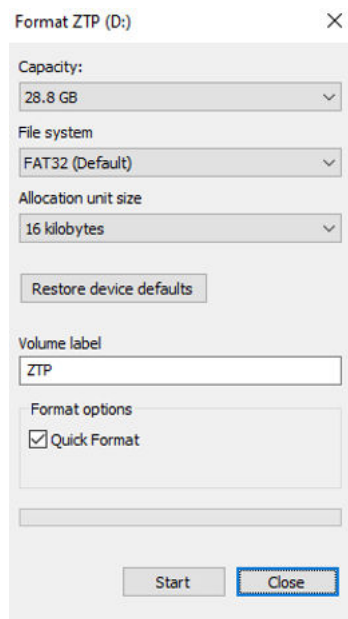 Format ZTP (D:)
Capacity:
28.8 GB
File system
FAT32 (Default)
Allocation unit size
16 kilobytes
Restore device defaults
Volume label
ZTP
Format options
Quick Format
Start Close